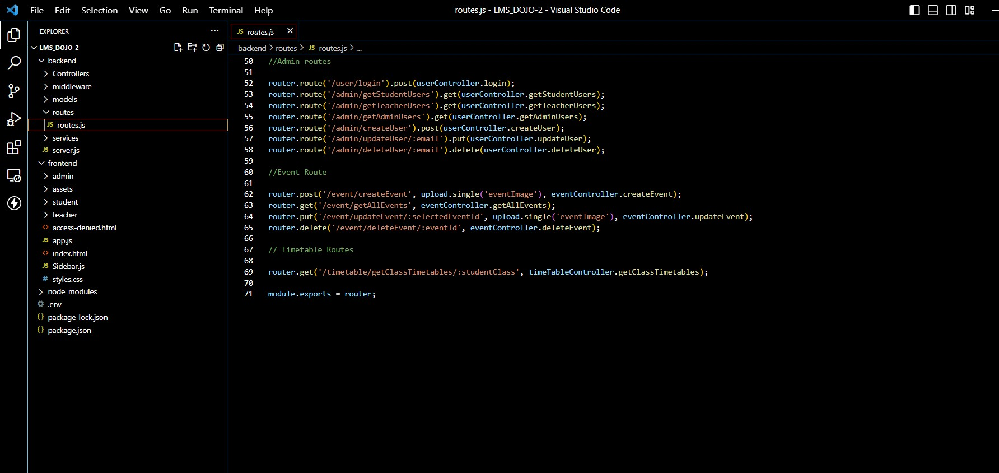 File Edit Selection View Go Run Terminal Help
routes.js - LMS_DOJO-2 - Visual Studio Code
EXPLORER
LMS_DOJO-2
backend
Controllers
middleware
models
routes
JS routes.js
services
JS server.js
frontend
admin
assets
student
teacher
<> access-denied.html
JS app.js
<> index.html
JS Sidebar.js
# styles.css
node_modules
.env
{} package-lock.json
{} package.json
JS routes.js
backend > routes > JS routes.js > ...
50 //Admin routes
51
52 router.route('/user/login').post(userController.login);
53 router.route('/admin/getStudentUsers').get(userController.getStudentUsers);
54 router.route('/admin/getTeacherUsers').get(userController.getTeacherUsers);
55 router.route('/admin/getAdminUsers').get(userController.getAdminUsers);
56 router.route('/admin/createUser').post(userController.createUser);
57 router.route('/admin/updateUser/:email').put(userController.updateUser);
58 router.route('/admin/deleteUser/:email').delete(userController.deleteUser);
59
60 //Event Route
61
62 router.post('/event/createEvent', upload.single('eventImage'), eventController.createEvent);
63 router.get('/event/getAllEvents', eventController.getAllEvents);
64 router.put('/event/updateEvent/:selectedEventId', upload.single('eventImage'), eventController.updateEvent);
65 router.delete('/event/deleteEvent/:eventId', eventController.deleteEvent);
66
67 // Timetable Routes
68
69 router.get('/timetable/getClassTimetables/:studentClass', timeTableController.getClassTimetables);
70
71 module.exports = router;